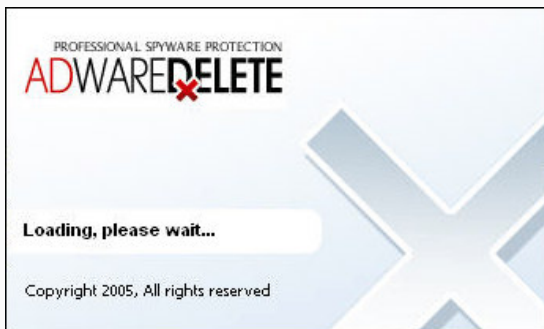 PROFESSIONAL SPYWARE PROTECTION
ADWAREDELETE
Loading, please wait...
Copyright 2005, All rights reserved